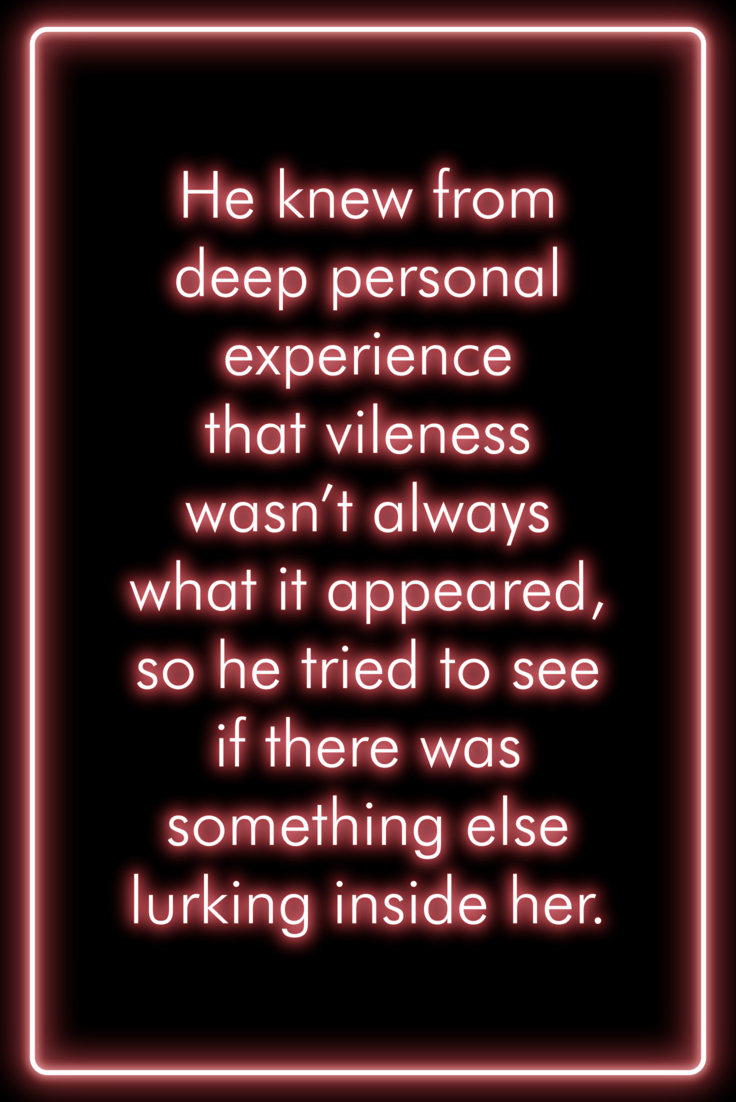 He knew from
deep personal
experience
that vileness
wasn’t always
what it appeared,
so he tried to see
if there was
something else
lurking inside her.